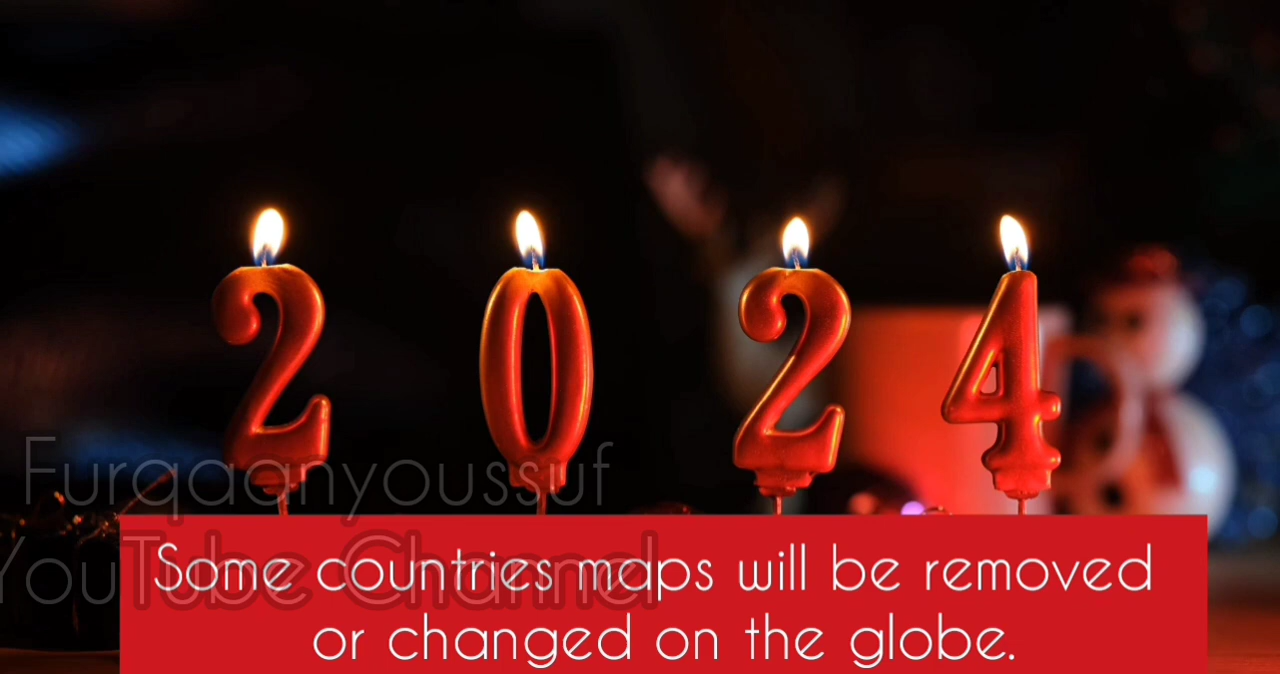 2024
Furqaanyoussuf
YouTube Channel
Some countries maps will be removed
or changed on the globe.